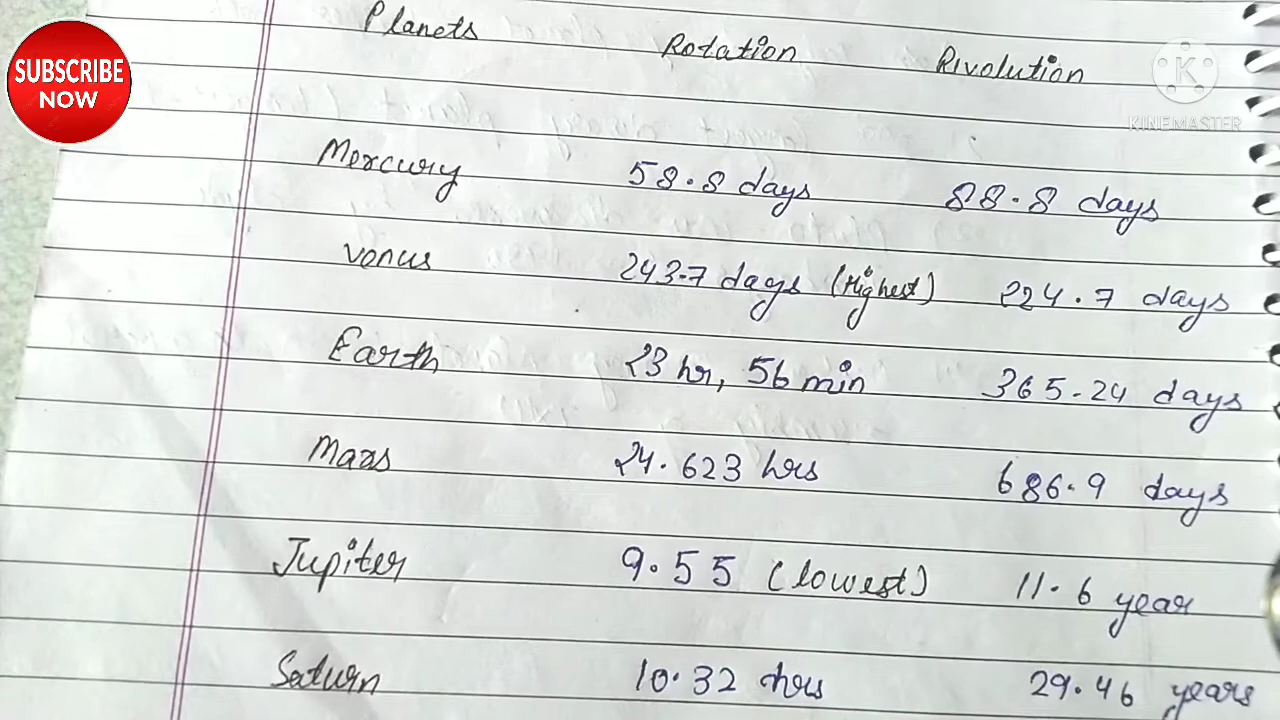 SUBSCRIBE
NOW
K
KINEMASTER
Planets Rotation Rivolution
Mercury 58.8 days 88.8 days
Venus 243.7 days (Highest) 224.7 days
Earth 23 hr, 56 min 365.24 days
Mars 24.623 hrs 686.9 days
Jupiter 9.55 (lowest) 11.6 year
Saturn 10.32 hrs 29.46 years